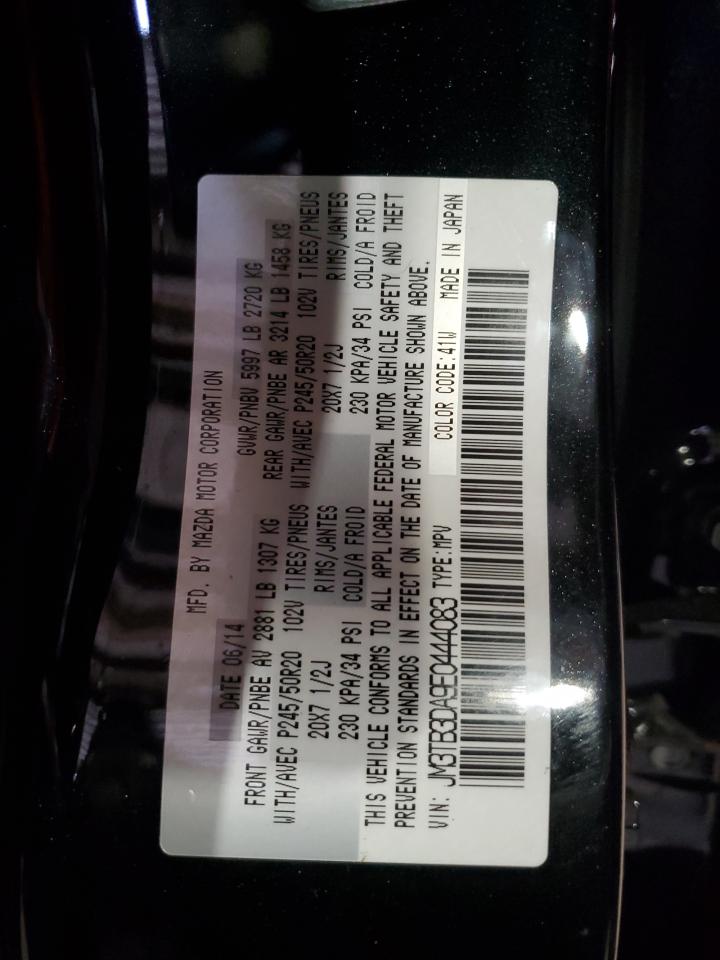 MFD. BY MAZDA MOTOR CORPORATION
DATE 06/14 GVWR/PNBV 5997 LB 2720 KG
FRONT GAWR/PNBE AV 2881 LB 1307 KG REAR GAWR/PNBE AR 3214 LB 1458 KG
WITH/AVEC P245/50R20 102V TIRES/PNEUS WITH/AVEC P245/50R20 102V TIRES/PNEUS
20X7 1/2J RIMS/JANTES 20X7 1/2J RIMS/JANTES
230 KPA/34 PSI COLD/A FROID 230 KPA/34 PSI COLD/A FROID
THIS VEHICLE CONFORMS TO ALL APPLICABLE FEDERAL MOTOR VEHICLE SAFETY AND THEFT
PREVENTION STANDARDS IN EFFECT ON THE DATE OF MANUFACTURE SHOWN ABOVE.
VIN: JM3TB3DA9E0444083 TYPE:MPV COLOR CODE:41W MADE IN JAPAN